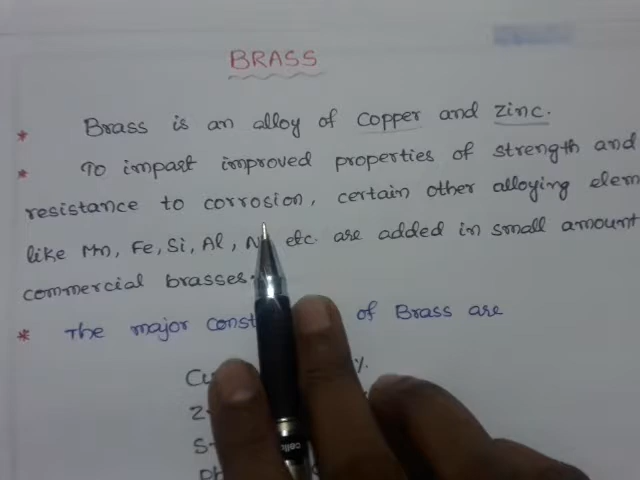 BRASS
* Brass is an alloy of copper and zinc.
* To impart improved properties of strength and
resistance to corrosion, certain other alloying elem
like Mn, Fe, Si, Al, etc. are added in small amount
commercial brasses.
* The major of Brass are